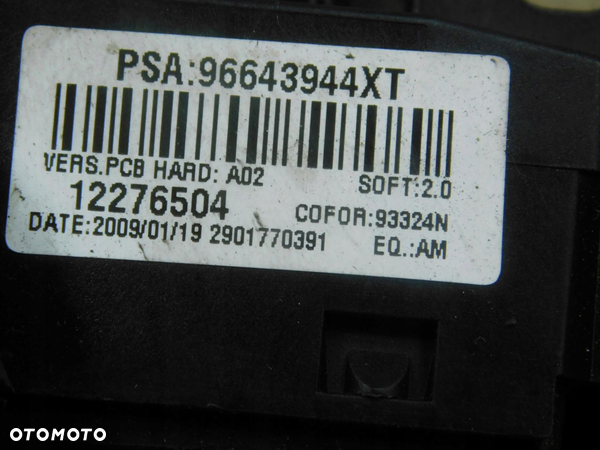 PSA:96643944XT
VERS.PCB HARD: A02 SOFT:2.0
12276504 COFOR:93324N
DATE:2009/01/19 2901770391 EQ.:AM
OTOMOTO